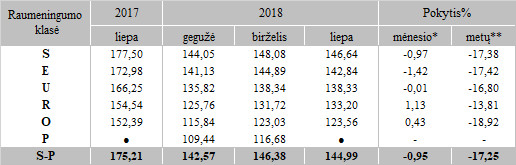 Raumeningumo klasė 2017 2018 Pokytis%
liepa gegužė birželis liepa mėnesio* metų**
S 177,50 144,05 148,08 146,64 -0,97 -17,38
E 172,98 141,13 144,89 142,84 -1,42 -17,42
U 166,25 135,82 138,34 138,33 -0,01 -16,80
R 154,54 125,76 131,72 133,20 1,13 -13,81
O 152,39 115,84 123,03 123,56 0,43 -18,92
P ● 109,44 116,68 ● - -
S-P 175,21 142,57 146,38 144,99 -0,95 -17,25